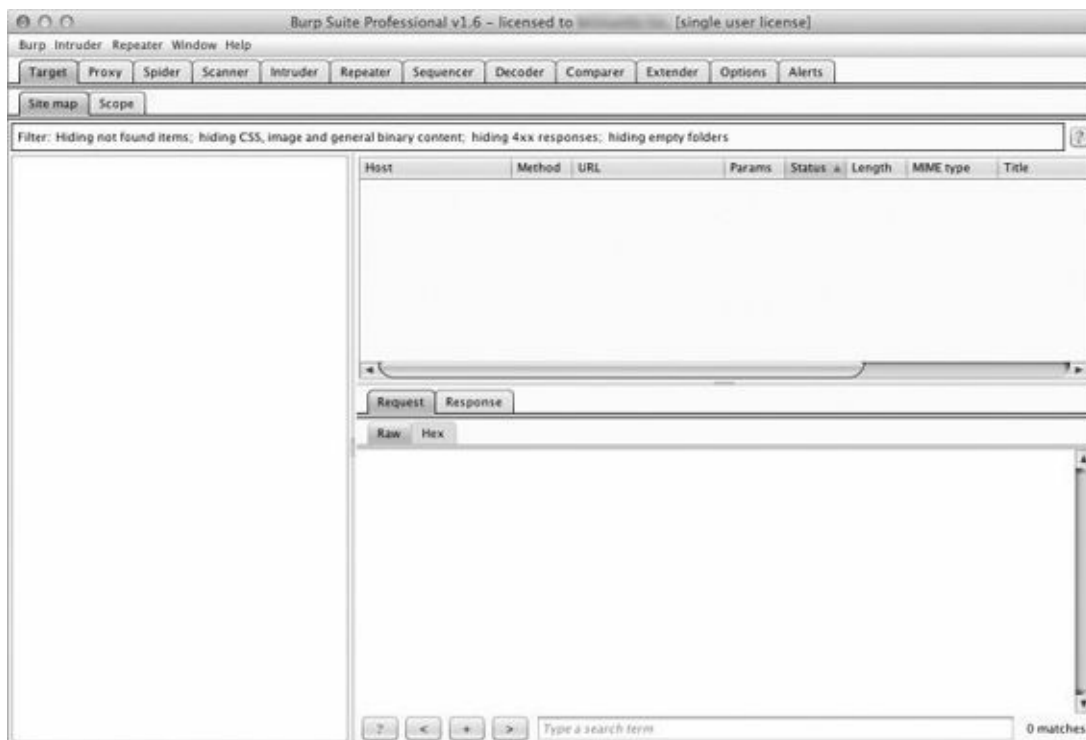 Burp Suite Professional v1.6 – licensed to [single user license]
Burp Intruder Repeater Window Help
Target Proxy Spider Scanner Intruder Repeater Sequencer Decoder Comparer Extender Options Alerts
Site map Scope
Filter: Hiding not found items; hiding CSS, image and general binary content; hiding 4xx responses; hiding empty folders
?
Host Method URL Params Status Length MIME type Title
Request Response
Raw Hex
? < + > Type a search term 0 matches